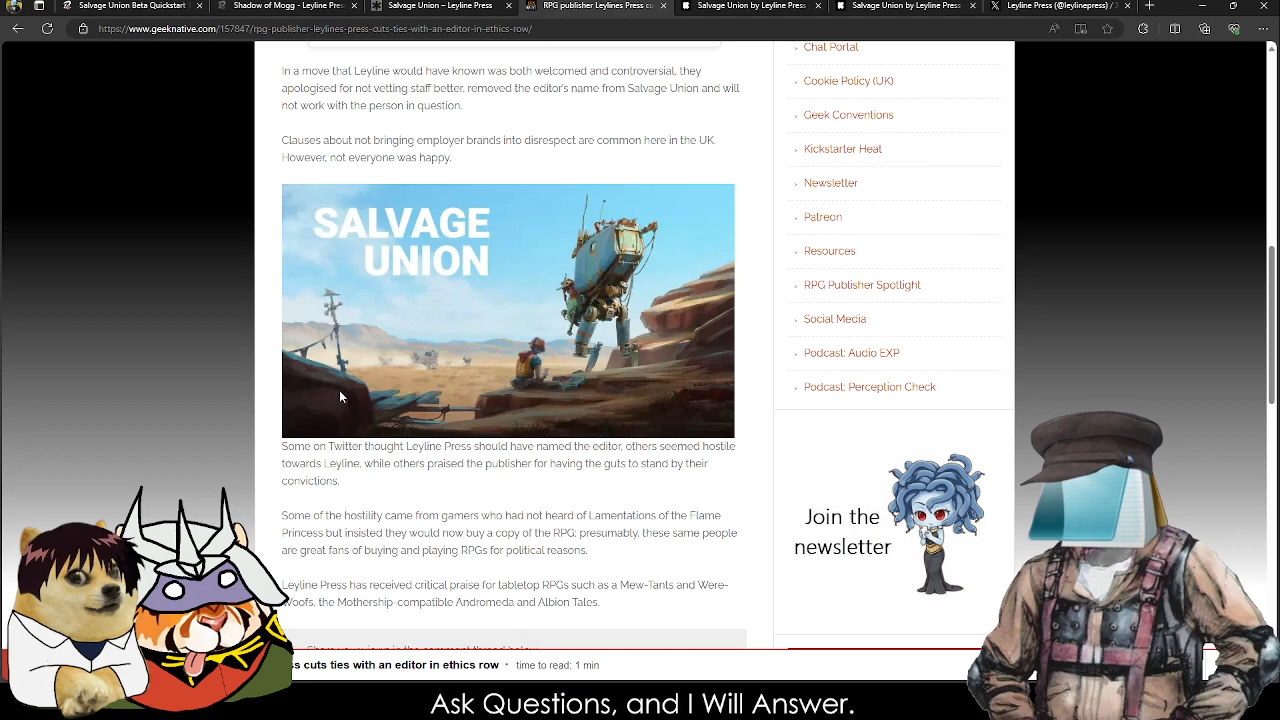 Salvage Union Beta Quickstart
Shadow of Mogg - Leyline Pres
Salvage Union – Leyline Press
RPG publisher Leylines Press cu
Salvage Union by Leyline Press
Salvage Union by Leyline Press
Leyline Press (@leylinepress) /
https://www.geeknative.com/157847/rpg-publisher-leylines-press-cuts-ties-with-an-editor-in-ethics-row/
In a move that Leyline would have known was both welcomed and controversial, they
apologised for not vetting staff better, removed the editor's name from Salvage Union and will
not work with the person in question.
Clauses about not bringing employer brands into disrespect are common here in the UK.
However, not everyone was happy.
SALVAGE
UNION
Some on Twitter thought Leyline Press should have named the editor, others seemed hostile
towards Leyline, while others praised the publisher for having the guts to stand by their
convictions.
Some of the hostility came from gamers who had not heard of Lamentations of the Flame
Princess but insisted they would now buy a copy of the RPG; presumably, these same people
are great fans of buying and playing RPGs for political reasons.
Leyline Press has received critical praise for tabletop RPGs such as a Mew-Tants and Were-
Woofs, the Mothership-compatible Andromeda and Albion Tales.
Chat Portal
Cookie Policy (UK)
Geek Conventions
Kickstarter Heat
Newsletter
Patreon
Resources
RPG Publisher Spotlight
Social Media
Podcast: Audio EXP
Podcast: Perception Check
Join the
newsletter
ss cuts ties with an editor in ethics row • time to read: 1 min
Ask Questions, and I Will Answer.